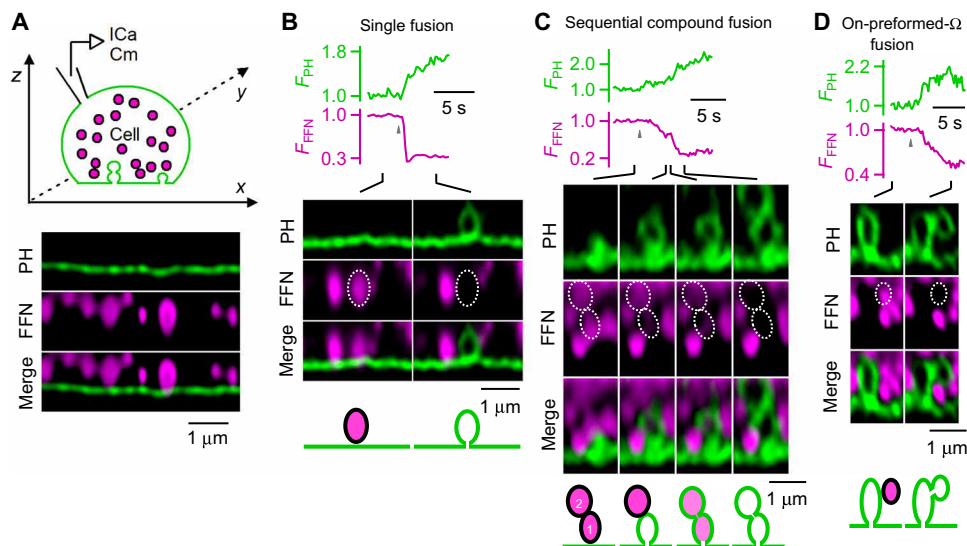 A
ICa
Cm
z
y
Cell
x
PH
FFN
Merge
1 μm
B
Single fusion
1.8
FPH
1.0
5 s
1.0
FFFN
0.3
PH
FFN
Merge
1 μm
C
Sequential compound fusion
2.0
FPH
1.0
5 s
1.0
FFFN
0.2
PH
FFN
Merge
1 μm
2
1
D
On-preformed-Ω
fusion
2.2
FPH
1.0
5 s
1.0
FFFN
0.4
PH
FFN
Merge
1 μm